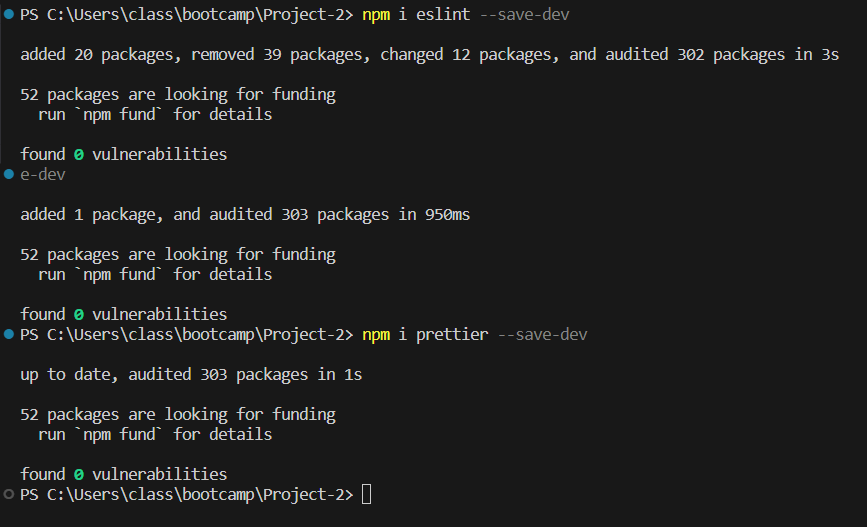 PS C:\Users\class\bootcamp\Project-2> npm i eslint --save-dev
added 20 packages, removed 39 packages, changed 12 packages, and audited 302 packages in 3s
52 packages are looking for funding
  run `npm fund` for details
found 0 vulnerabilities
e-dev
added 1 package, and audited 303 packages in 950ms
52 packages are looking for funding
  run `npm fund` for details
found 0 vulnerabilities
PS C:\Users\class\bootcamp\Project-2> npm i prettier --save-dev
up to date, audited 303 packages in 1s
52 packages are looking for funding
  run `npm fund` for details
found 0 vulnerabilities
PS C:\Users\class\bootcamp\Project-2>